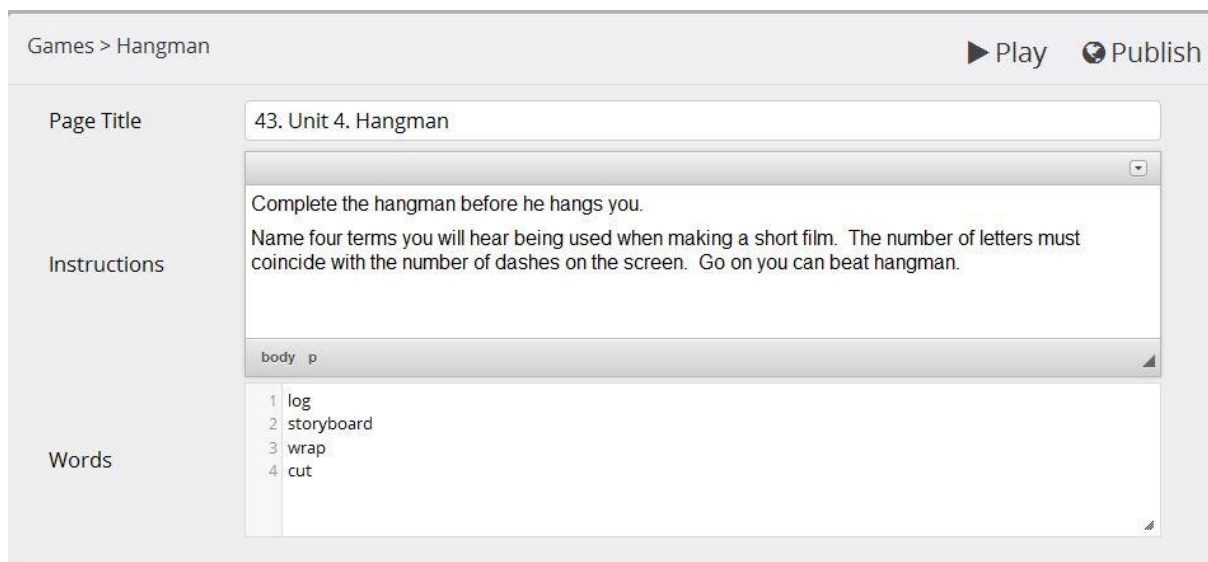 Games > Hangman
Play
Publish
Page Title
43. Unit 4. Hangman
Instructions
Complete the hangman before he hangs you.
Name four terms you will hear being used when making a short film.  The number of letters must
coincide with the number of dashes on the screen.  Go on you can beat hangman.
body p
Words
1 log
2 storyboard
3 wrap
4 cut